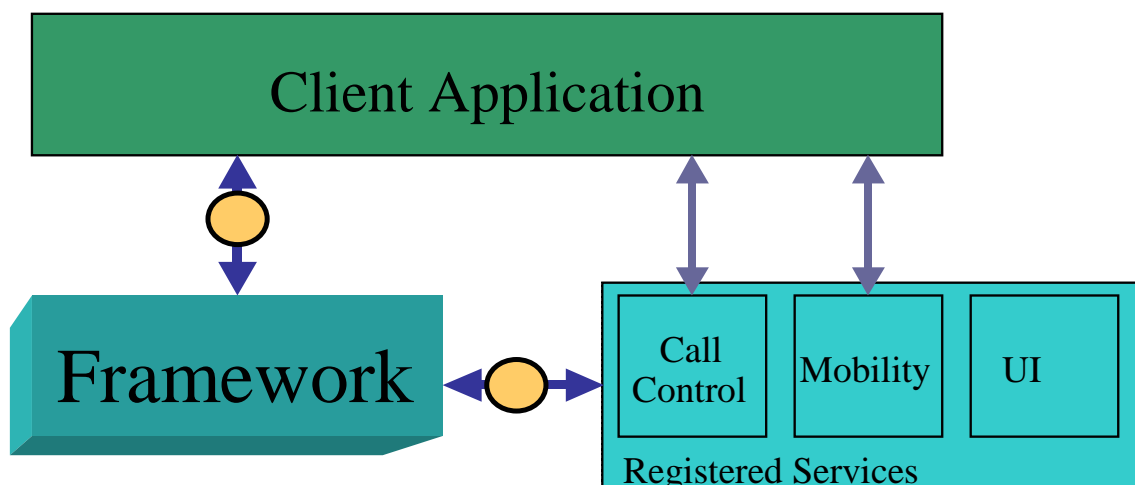 Client Application
Framework
Call
Control
Mobility
UI
Registered Services